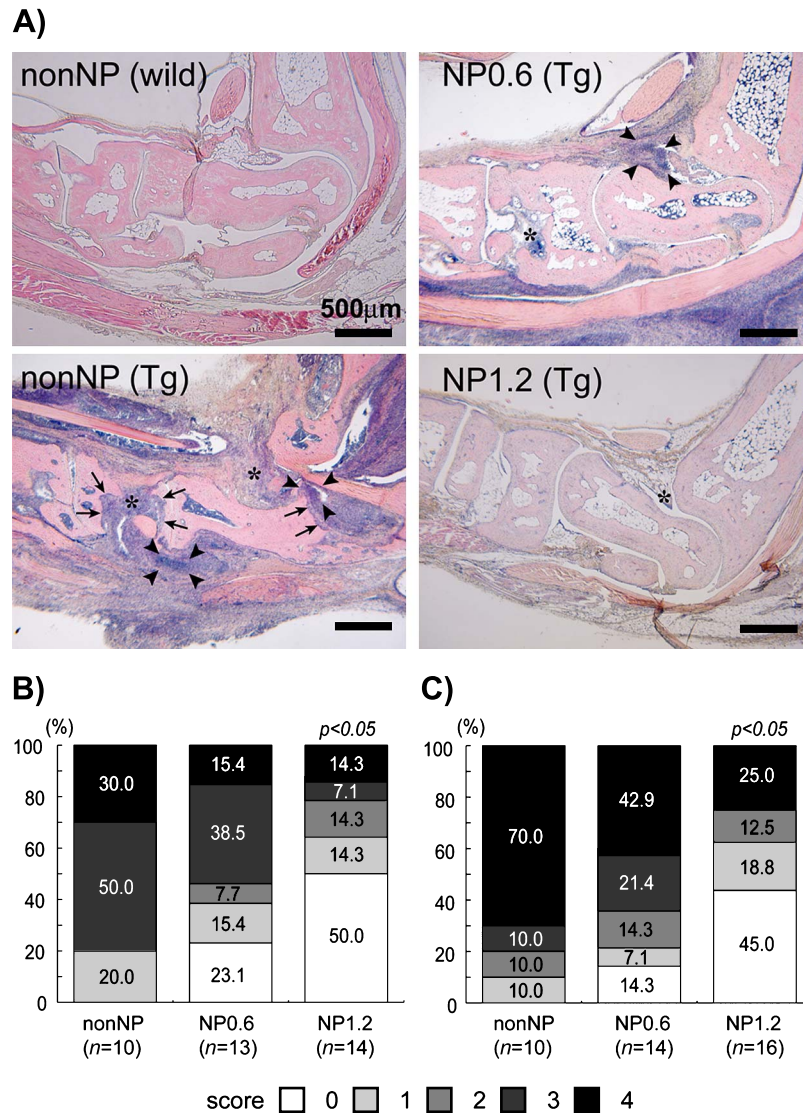 A)
nonNP (wild)
500µm
NP0.6 (Tg)
nonNP (Tg)
*
*
NP1.2 (Tg)
*
*
B)
(%)
p<0.05
100
80
60
40
20
0
30.0
50.0
20.0
15.4
38.5
7.7
15.4
23.1
14.3
7.1
14.3
14.3
50.0
nonNP
(n=10)
NP0.6
(n=13)
NP1.2
(n=14)
C)
(%)
p<0.05
100
80
60
40
20
0
70.0
10.0
10.0
10.0
42.9
21.4
14.3
7.1
14.3
25.0
12.5
18.8
45.0
nonNP
(n=10)
NP0.6
(n=14)
NP1.2
(n=16)
score 0 1 2 3 4